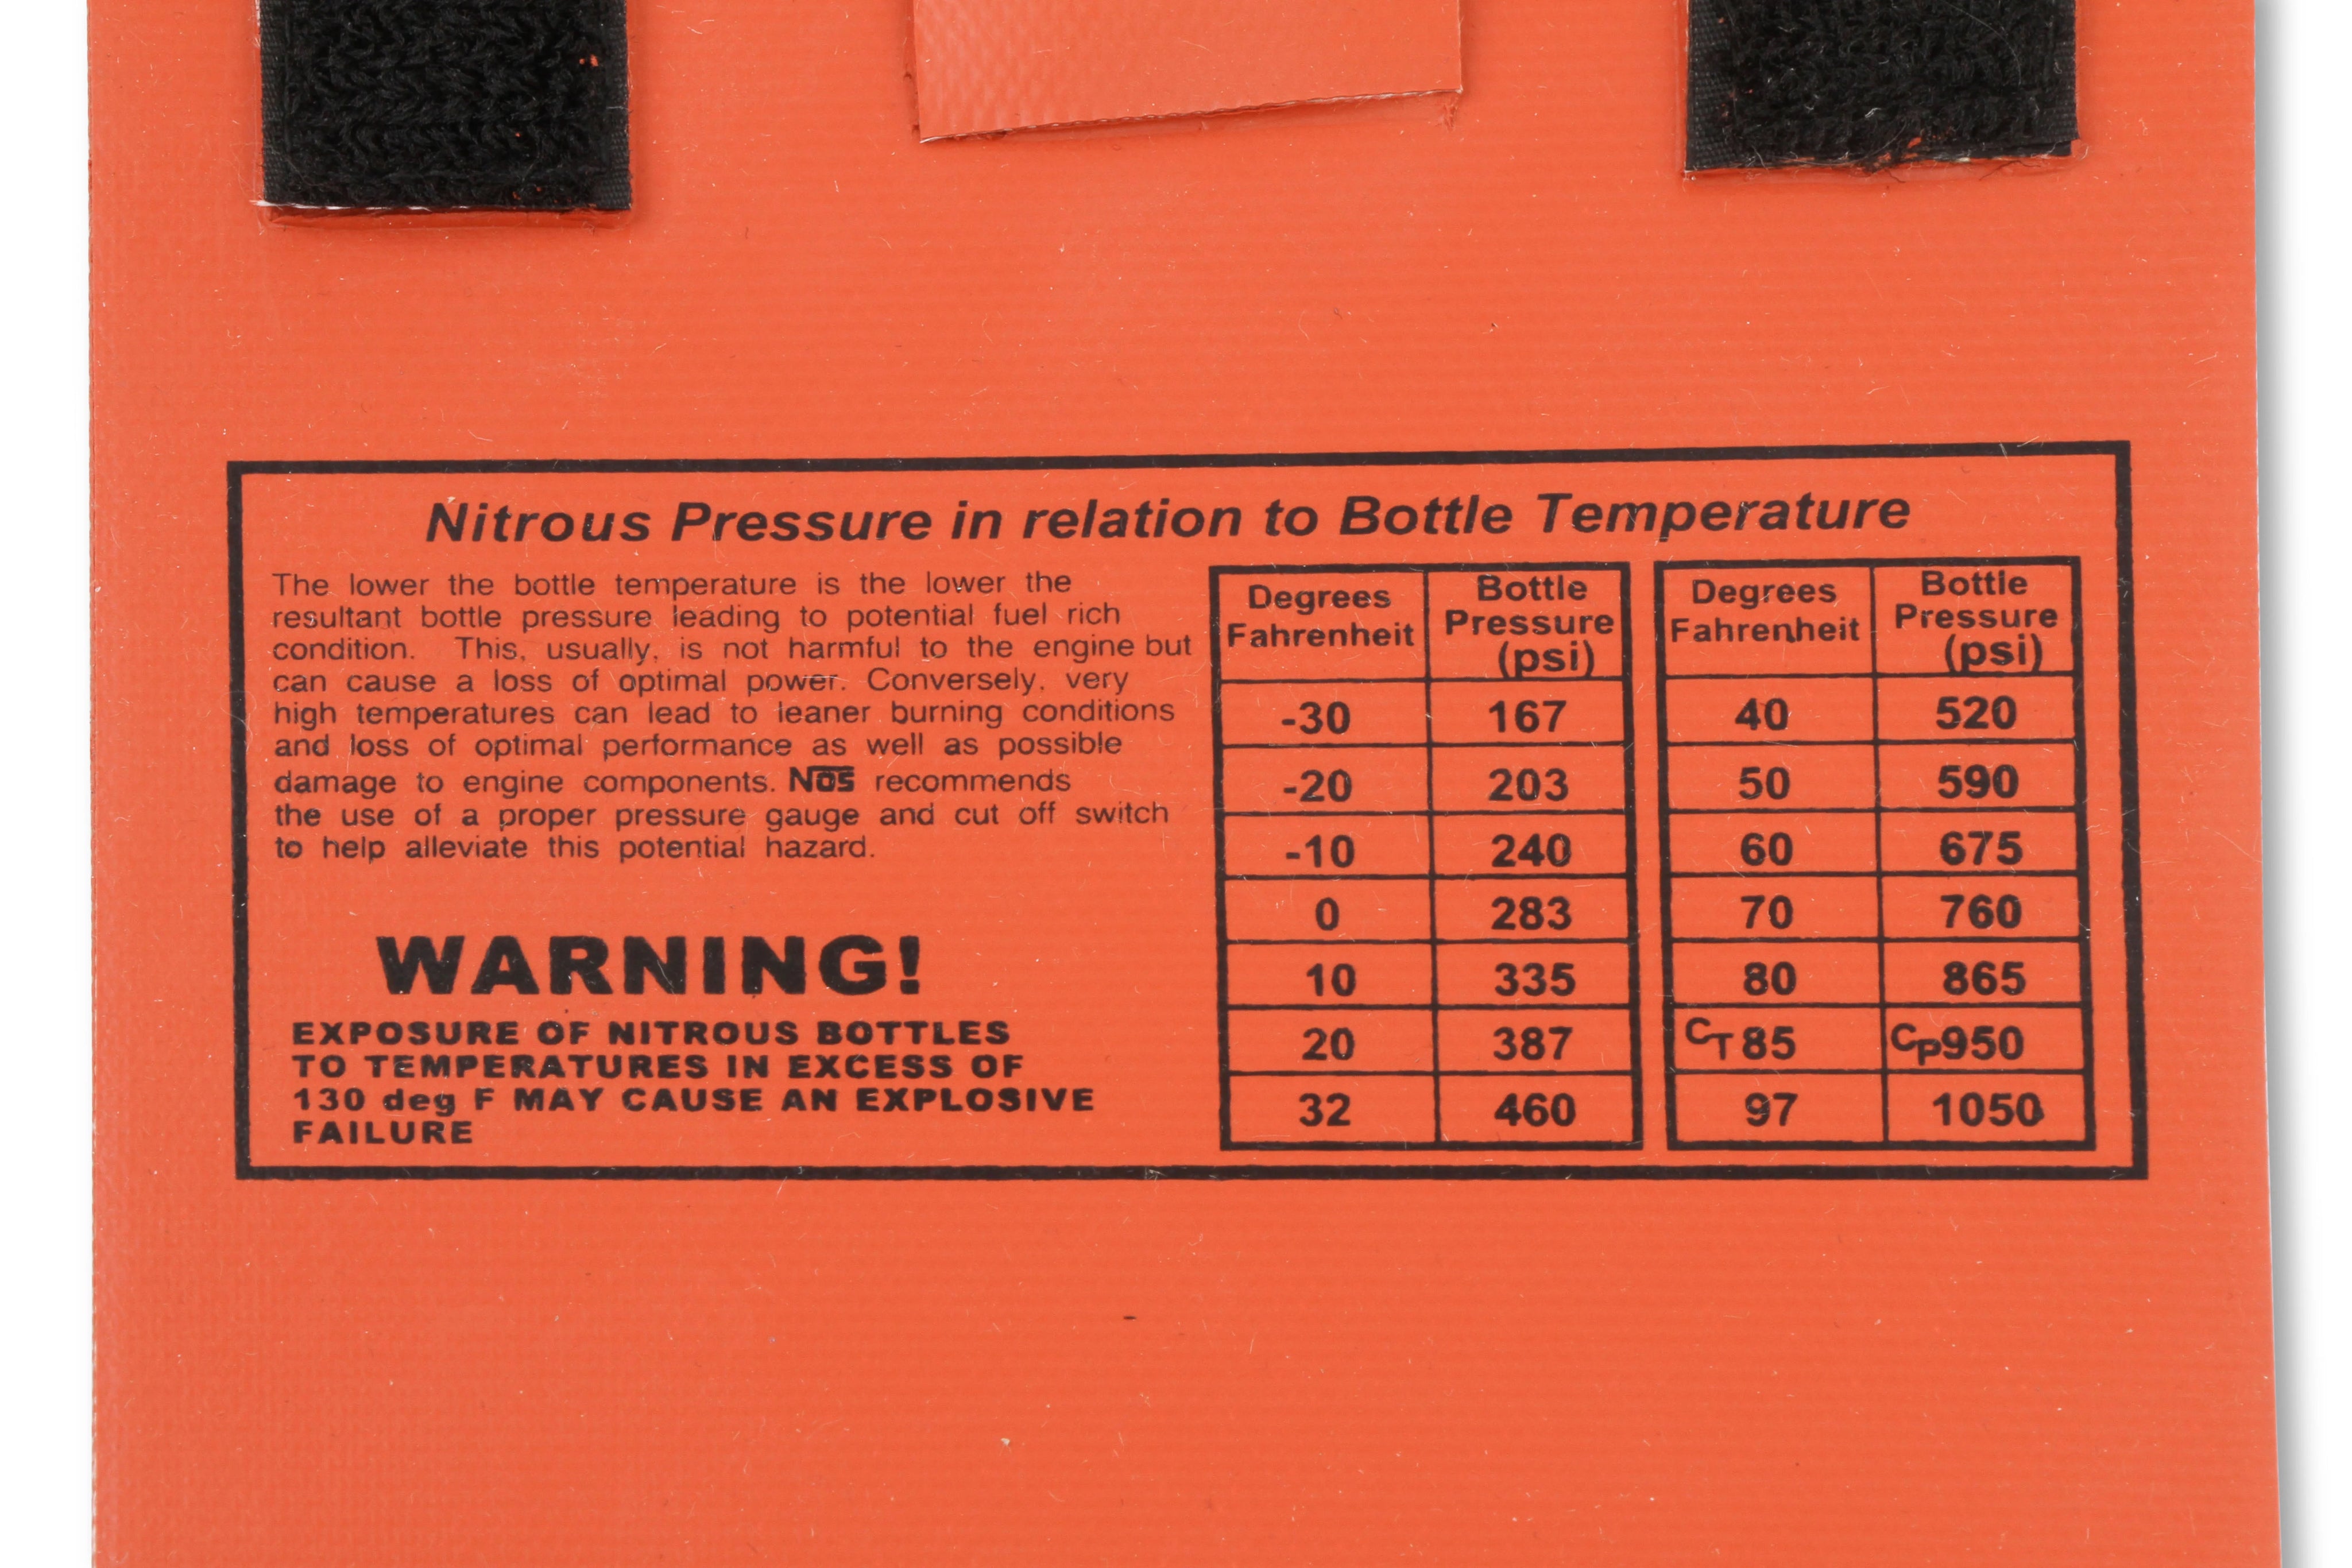 Nitrous Pressure in relation to Bottle Temperature
The lower the bottle temperature is the lower the
resultant bottle pressure leading to potential fuel rich
condition. This, usually, is not harmful to the engine but
can cause a loss of optimal power. Conversely, very
high temperatures can lead to leaner burning conditions
and loss of optimal performance as well as possible
damage to engine components. NOS recommends
the use of a proper pressure gauge and cut off switch
to help alleviate this potential hazard.
WARNING!
EXPOSURE OF NITROUS BOTTLES
TO TEMPERATURES IN EXCESS OF
130 deg F MAY CAUSE AN EXPLOSIVE
FAILURE
Degrees Fahrenheit Bottle Pressure (psi)
-30 167
-20 203
-10 240
0 283
10 335
20 387
32 460
Degrees Fahrenheit Bottle Pressure (psi)
40 520
50 590
60 675
70 760
80 865
CT 85 CP 950
97 1050